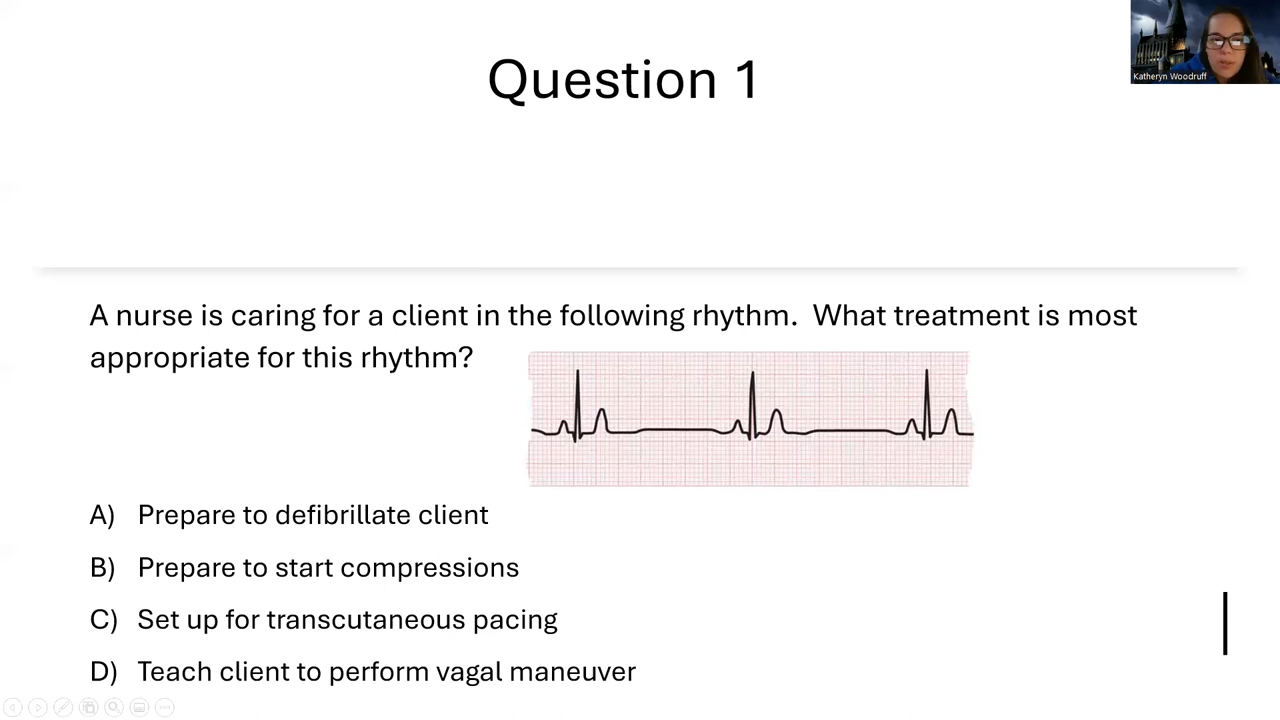 Katheryn Woodruff
Question 1
A nurse is caring for a client in the following rhythm.  What treatment is most
appropriate for this rhythm?
A) Prepare to defibrillate client
B) Prepare to start compressions
C) Set up for transcutaneous pacing
D) Teach client to perform vagal maneuver